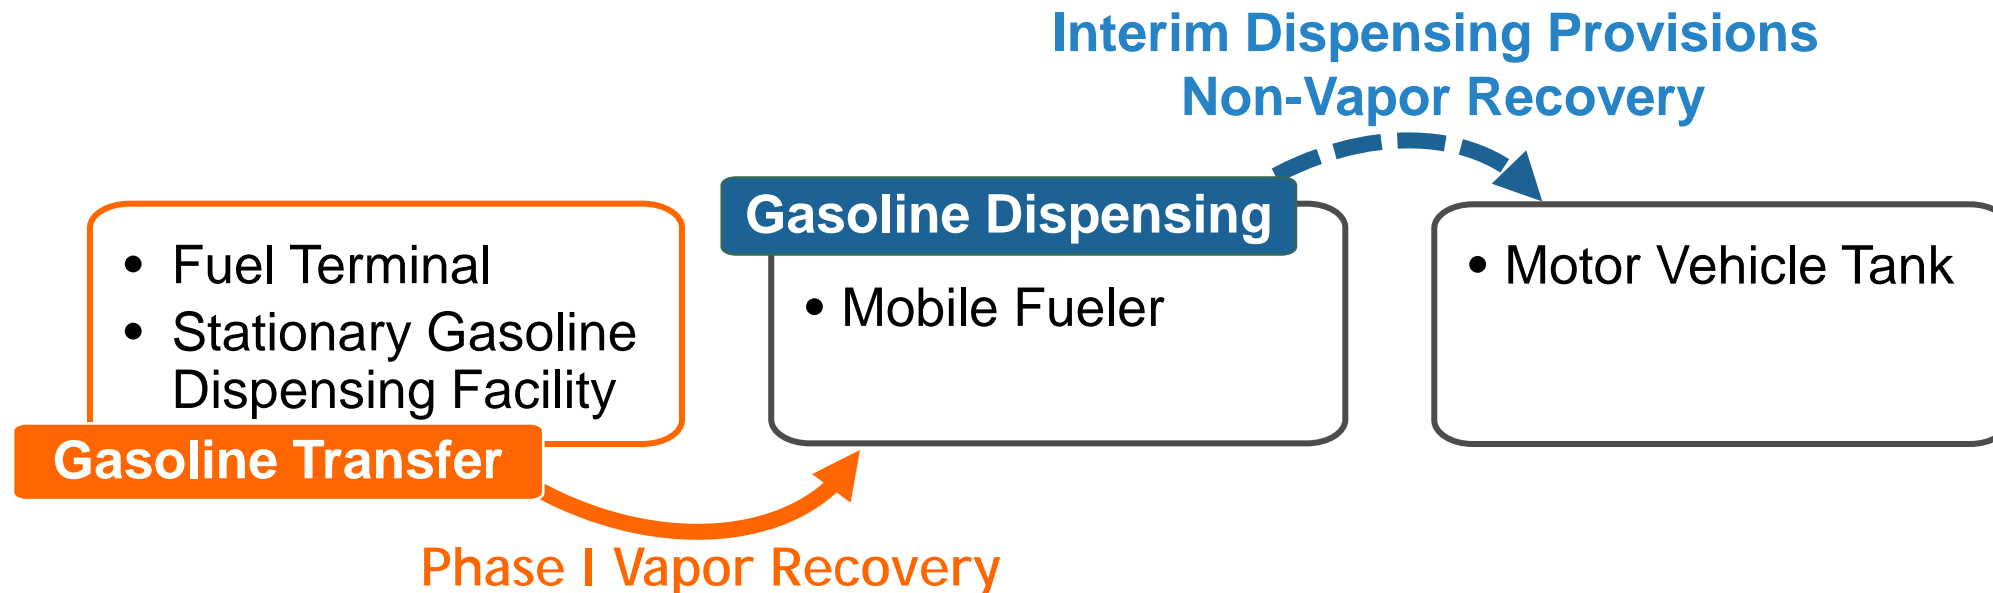 Interim Dispensing Provisions
Non-Vapor Recovery
• Fuel Terminal
• Stationary Gasoline
Dispensing Facility
Gasoline Transfer
Phase I Vapor Recovery
Gasoline Dispensing
• Mobile Fueler
• Motor Vehicle Tank